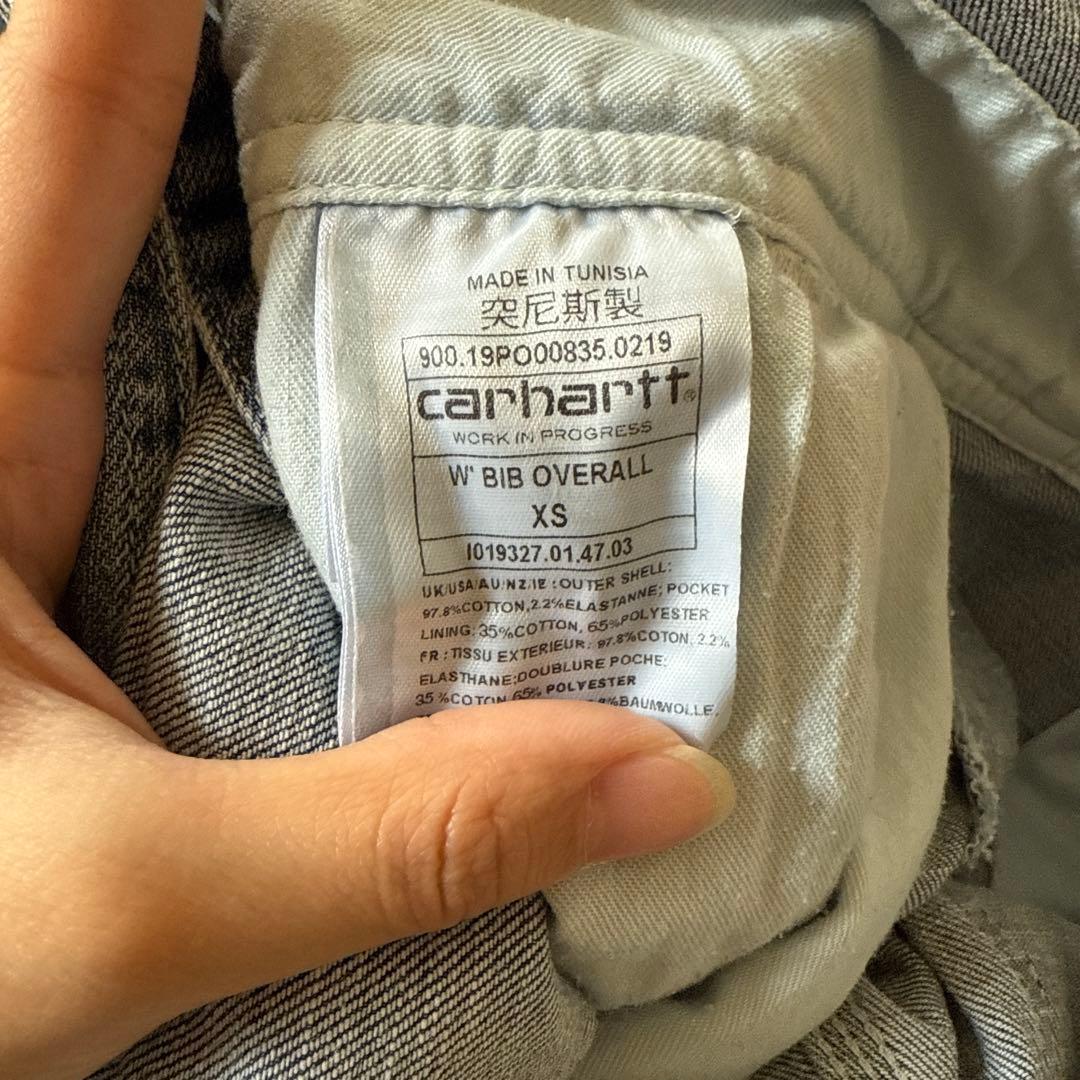 MADE IN TUNISIA
突尼斯製
900.19PO00835.0219
carhartt®
WORK IN PROGRESS
W' BIB OVERALL
XS
I019327.01.47.03
UK/USA/AU/NZ/IE : OUTER SHELL:
97.8%COTTON,2.2%ELASTANNE; POCKET
LINING: 35%COTTON, 65%POLYESTER
FR : TISSU EXTERIEUR: 97.8%COTON, 2.2%
ELASTHANE;DOUBLURE POCHE:
35 %COTON, 65% POLYESTER
%BAUMWOLLE,